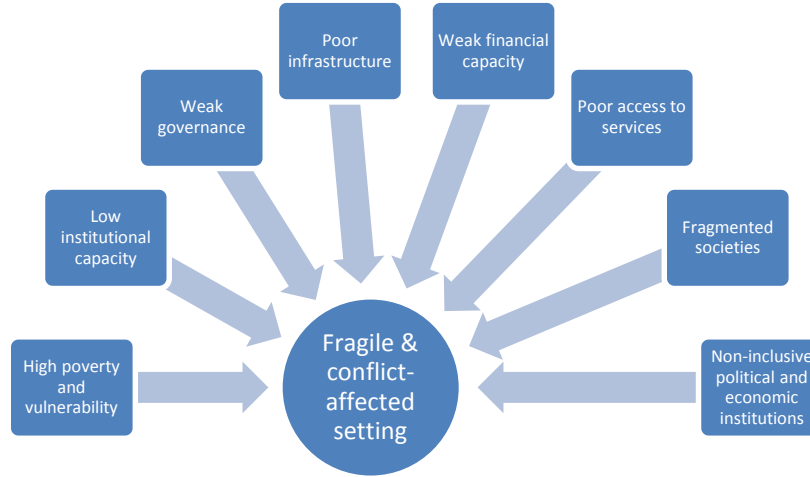 Poor
infrastructure
Weak financial
capacity
Weak
governance
Poor access to
services
Low
institutional
capacity
Fragmented
societies
High poverty
and
vulnerability
Fragile &
conflict-
affected
setting
Non-inclusive
political and
economic
institutions